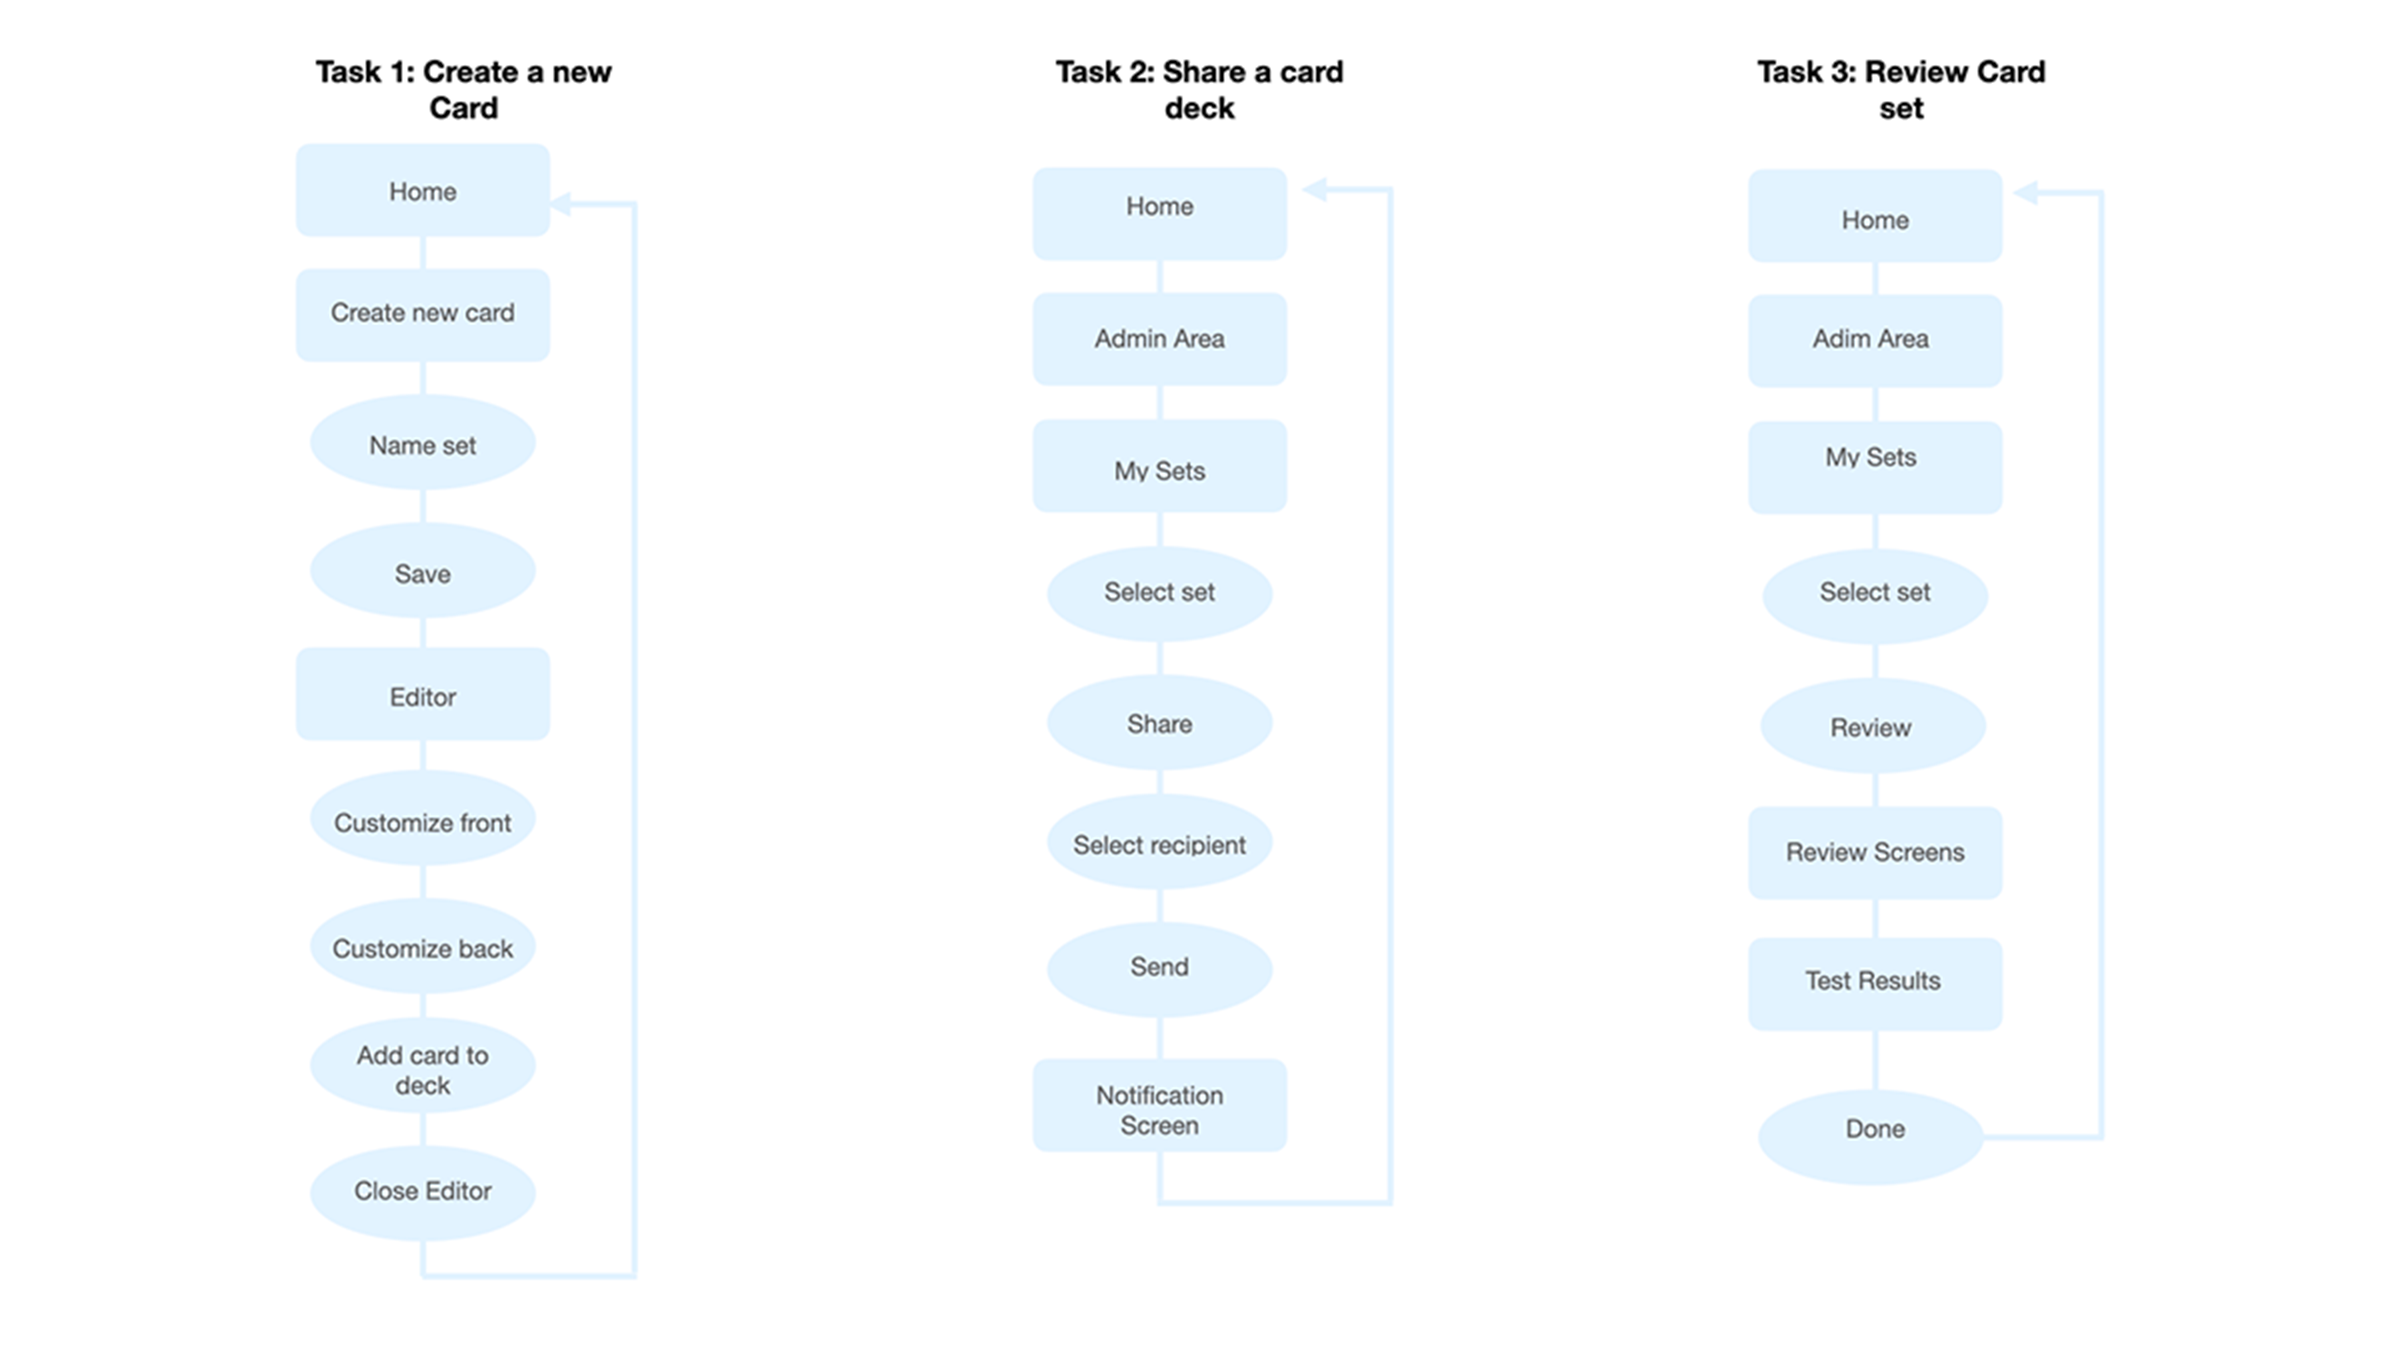 Task 1: Create a new
Card
Home
Create new card
Name set
Save
Editor
Customize front
Customize back
Add card to
deck
Close Editor
Task 2: Share a card
deck
Home
Admin Area
My Sets
Select set
Share
Select recipient
Send
Notification
Screen
Task 3: Review Card
set
Home
Adim Area
My Sets
Select set
Review
Review Screens
Test Results
Done